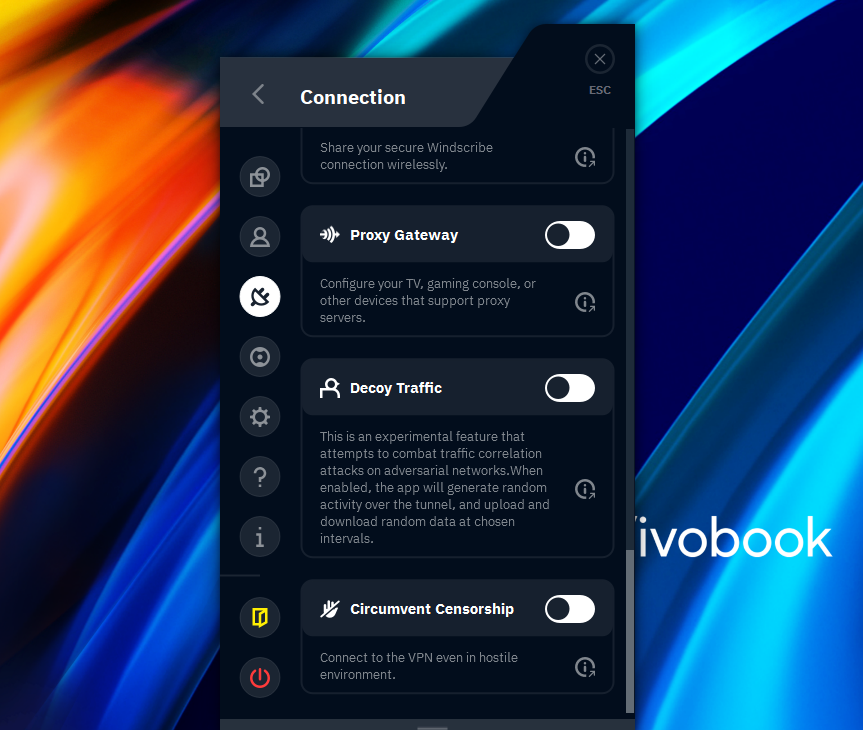 ESC
Connection
Share your secure Windscribe
connection wirelessly.
Proxy Gateway
Configure your TV, gaming console, or
other devices that support proxy
servers.
Decoy Traffic
This is an experimental feature that
attempts to combat traffic correlation
attacks on adversarial networks.When
enabled, the app will generate random
activity over the tunnel, and upload and
download random data at chosen
intervals.
ivobook
Circumvent Censorship
Connect to the VPN even in hostile
environment.